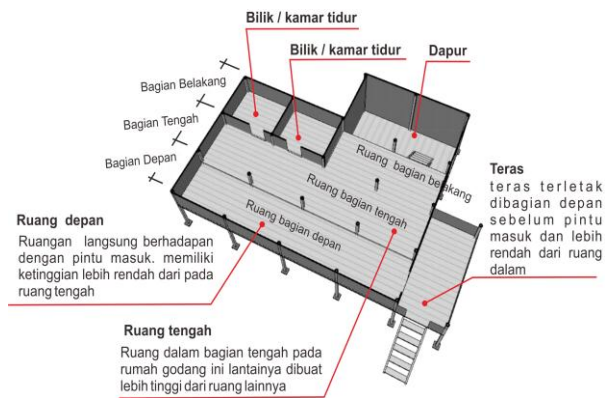 Bilik / kamar tidur
Bilik / kamar tidur
Dapur
Bagian Belakang
Bagian Tengah
Bagian Depan
Ruang bagian belakang
Ruang bagian tengah
Ruang bagian depan
Teras
teras terletak
dibagian depan
sebelum pintu
masuk dan lebih
rendah dari ruang
dalam
Ruang depan
Ruangan langsung berhadapan
dengan pintu masuk. memiliki
ketinggian lebih rendah dari pada
ruang tengah
Ruang tengah
Ruang dalam bagian tengah pada
rumah godang ini lantainya dibuat
lebih tinggi dari ruang lainnya